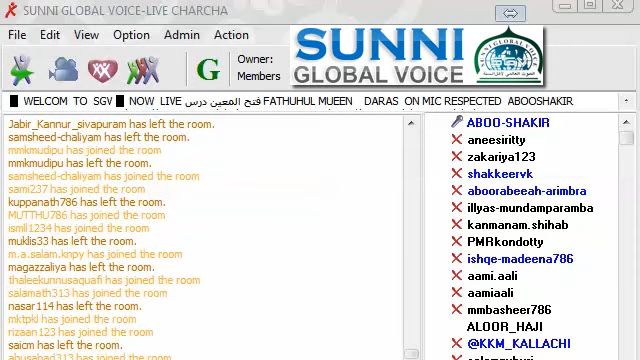 SUNNI GLOBAL VOICE-LIVE CHARCHA
File Edit View Option Admin Action
G
Owner:
Members
SUNNI
GLOBAL VOICE
WELCOM TO SGV NOW LIVE فتح المعين درس FATHUHUL MUEEN DARAS ON MIC RESPECTED ABOOSHAKIR
Jabir_Kannur_sivapuram has left the room.
samsheed-chaliyam has left the room.
mmkmudipu has joined the room
mmkmudipu has left the room.
samsheed-chaliyam has joined the room
sami237 has joined the room
kuppanath786 has left the room.
MUTTHU786 has joined the room
ismll1234 has joined the room
muklis33 has left the room.
m.a.salam.knpy has joined the room
magazzaliya has left the room.
thaleekunnusaquafi has joined the room
salamath313 has joined the room
nasar114 has left the room.
mktpkl has joined the room
rizaan123 has joined the room
saicm has left the room.
abusahad313 has joined the room
ABOO-SHAKIR
aneesiritty
zakariya123
shakkeervk
aboorabeeah-arimbra
illyas-mundamparamba
kanmanam.shihab
PMRkondotty
ishqe-madeena786
aami.aali
aamiaali
mmbasheer786
ALOOR_HAJI
@KKM_KALLACHI